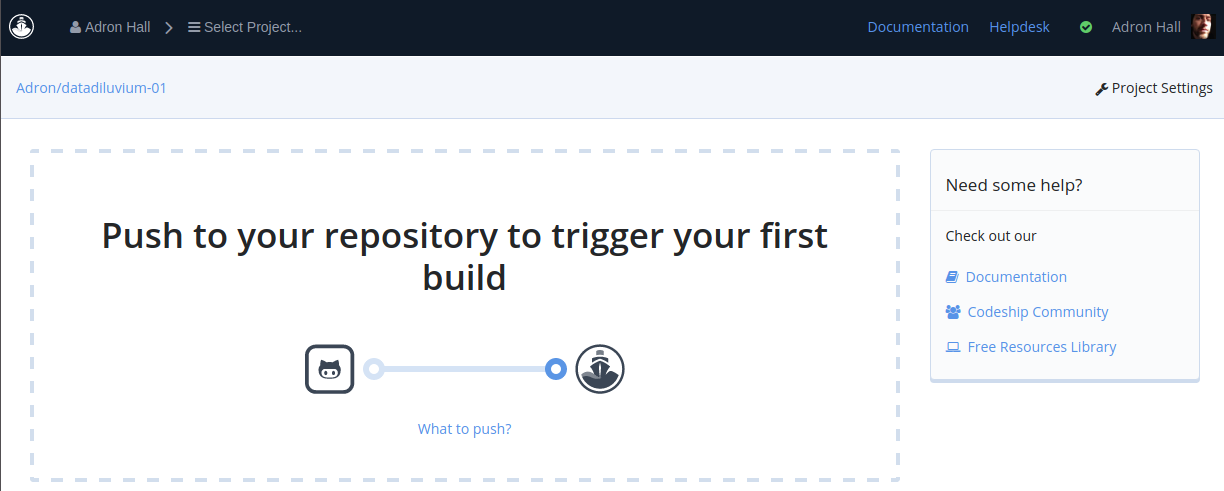 Adron Hall
Select Project...
Documentation
Helpdesk
Adron Hall
Adron/datadiluvium-01
Project Settings
Push to your repository to trigger your first
build
What to push?
Need some help?
Check out our
Documentation
Codeship Community
Free Resources Library